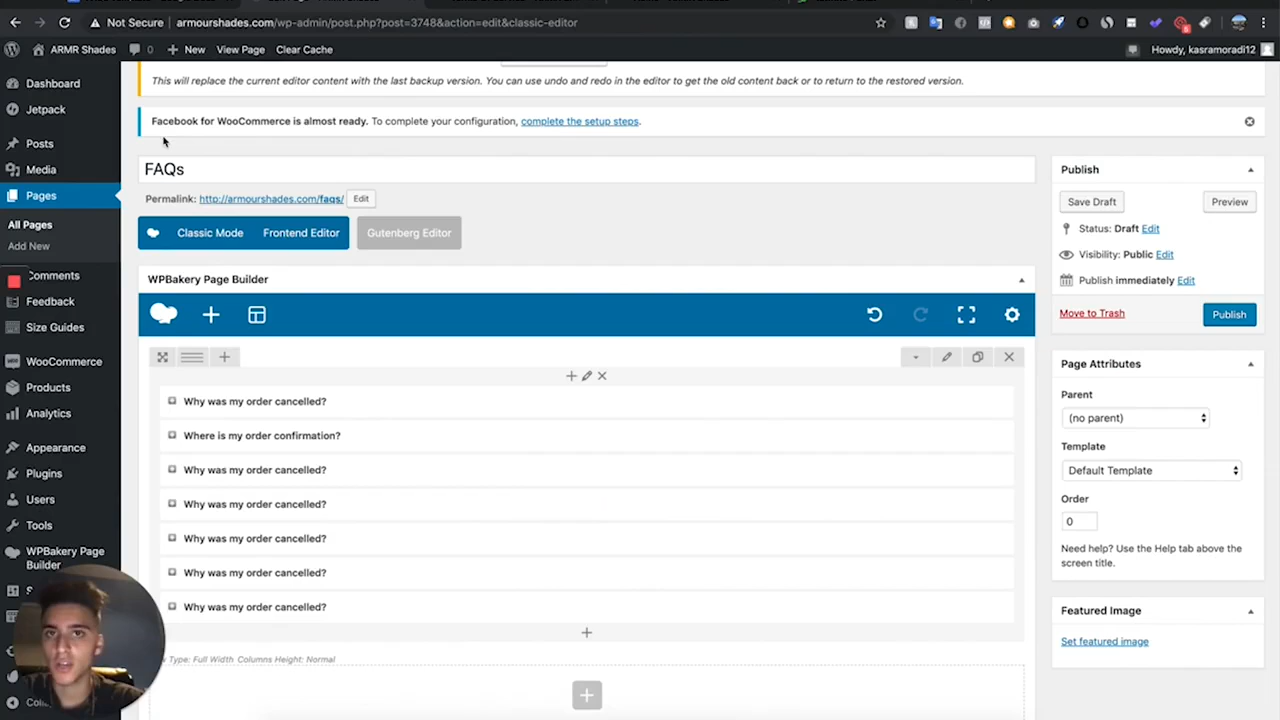 Not Secure armourshades.com/wp-admin/post.php?post=3748&action=edit&classic-editor
ARMR Shades 0 New View Page Clear Cache Howdy, kasramoradi12
This will replace the current editor content with the last backup version. You can use undo and redo in the editor to get the old content back or to return to the restored version.
Facebook for WooCommerce is almost ready. To complete your configuration, complete the setup steps.
Dashboard
Jetpack
Posts
Media
Pages
All Pages
Add New
Comments
Feedback
Size Guides
WooCommerce
Products
Analytics
Appearance
Plugins
Users
Tools
WPBakery Page
Builder
FAQs
Permalink: http://armourshades.com/faqs/ Edit
Classic Mode Frontend Editor Gutenberg Editor
WPBakery Page Builder
Why was my order cancelled?
Where is my order confirmation?
Why was my order cancelled?
Why was my order cancelled?
Why was my order cancelled?
Why was my order cancelled?
Why was my order cancelled?
Type: Full Width Columns Height: Normal
Publish
Save Draft Preview
Status: Draft Edit
Visibility: Public Edit
Publish immediately Edit
Move to Trash Publish
Page Attributes
Parent
(no parent)
Template
Default Template
Order
0
Need help? Use the Help tab above the
screen title.
Featured Image
Set featured image